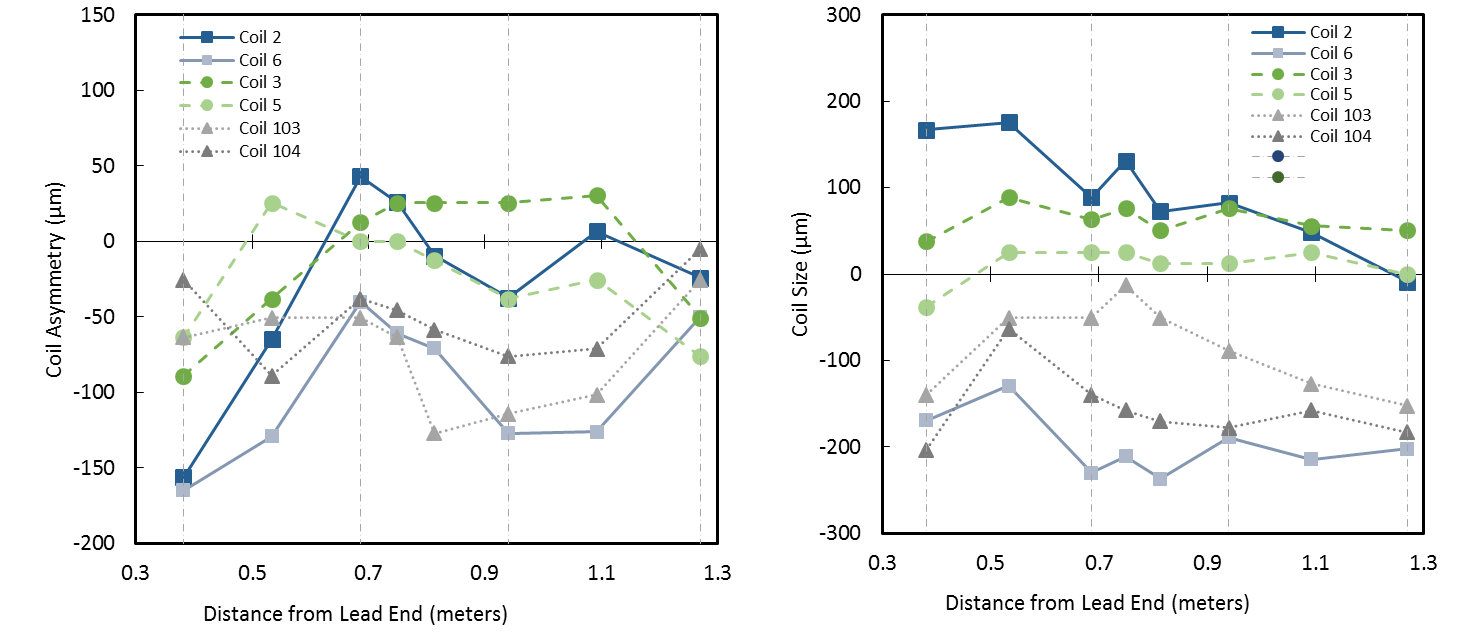 Coil Asymmetry (µm)
150
100
50
0
-50
-100
-150
-200
Coil 2
Coil 6
Coil 3
Coil 5
Coil 103
Coil 104
0.3 0.5 0.7 0.9 1.1 1.3
Distance from Lead End (meters)
Coil Size (µm)
300
200
100
0
-100
-200
-300
Coil 2
Coil 6
Coil 3
Coil 5
Coil 103
Coil 104
0.3 0.5 0.7 0.9 1.1 1.3
Distance from Lead End (meters)